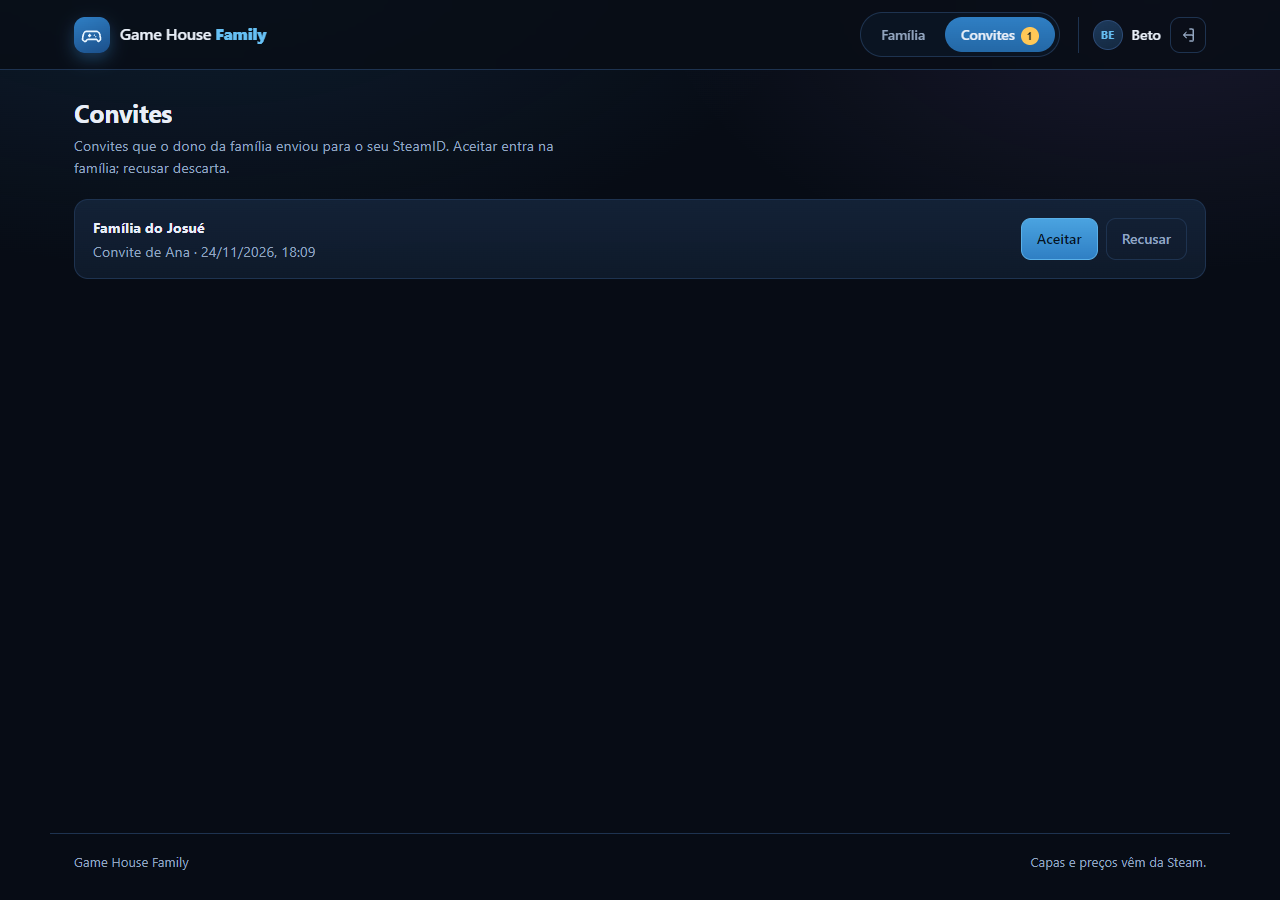 Game House Family
Família
Convites 1
BE Beto
Convites
Convites que o dono da família enviou para o seu SteamID. Aceitar entra na
família; recusar descarta.
Família do Josué
Convite de Ana · 24/11/2026, 18:09
Aceitar
Recusar
Game House Family
Capas e preços vêm da Steam.